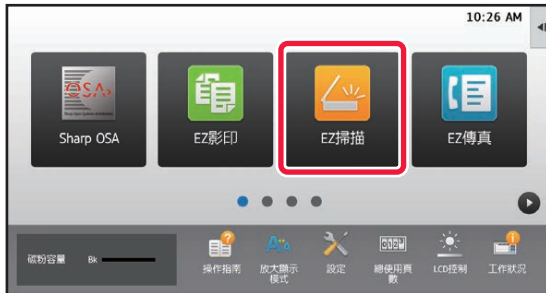 10:26 AM
OSA
Sharp OSA
EZ影印
EZ掃描
EZ傳真
碳粉容量 Bk
操作指南
放大顯示
模式
設定
總使用頁
數
LCD控制
工作狀況